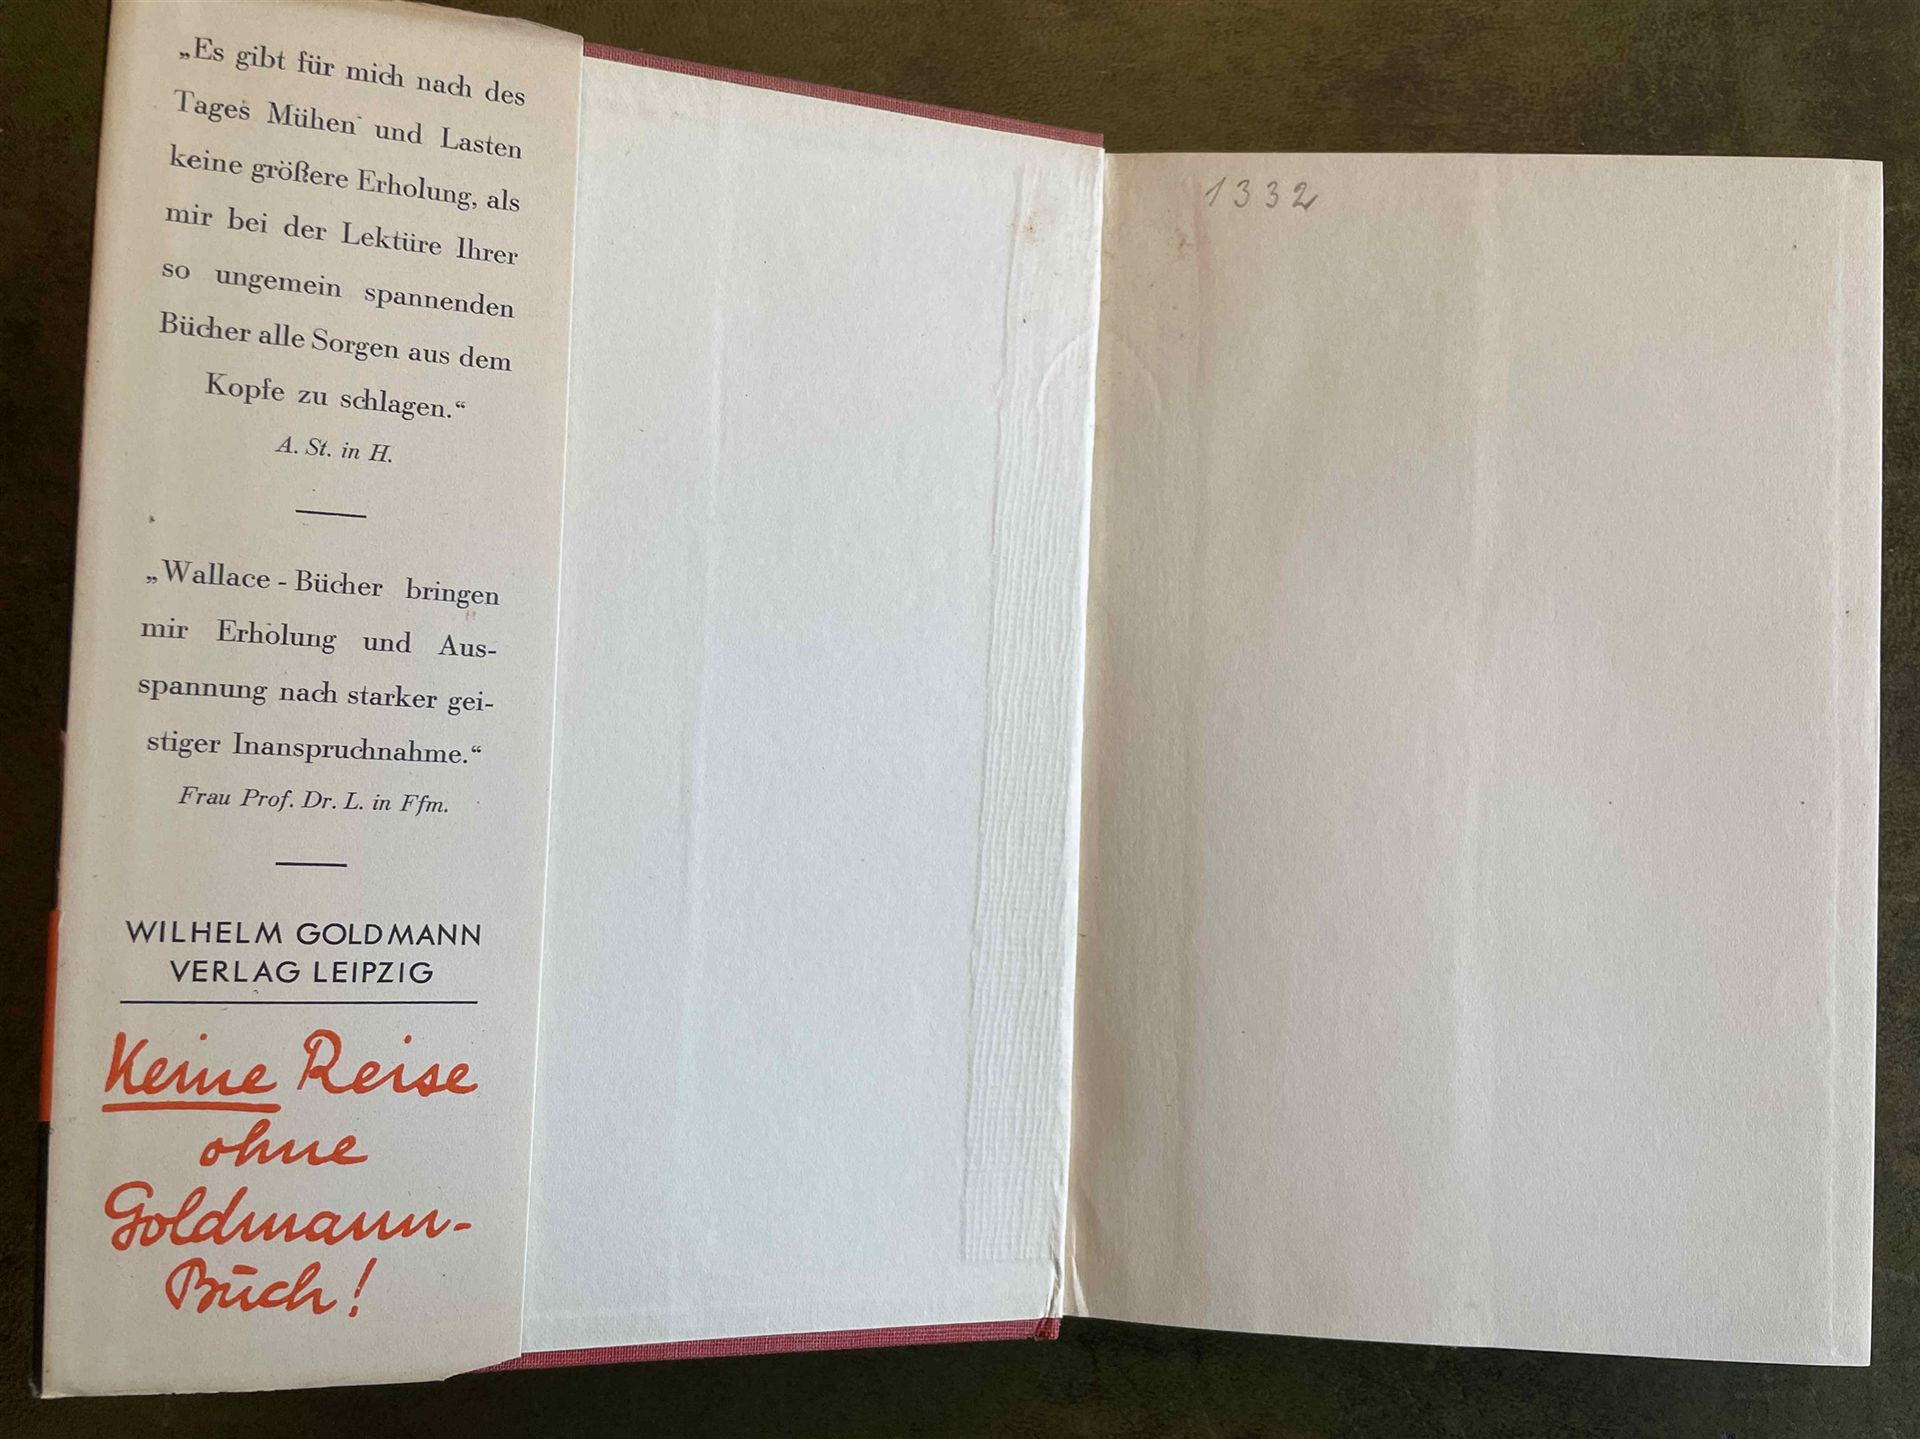 „Es gibt für mich nach des
Tages Mühen und Lasten
keine größere Erholung, als
mir bei der Lektüre Ihrer
so ungemein spannenden
Bücher alle Sorgen aus dem
Kopfe zu schlagen.“
A. St. in H.
„Wallace - Bücher bringen
mir Erholung und Aus-
spannung nach starker gei-
stiger Inanspruchnahme.“
Frau Prof. Dr. L. in Ffm.
WILHELM GOLDMANN
VERLAG LEIPZIG
Keine Reise
ohne
Goldmann-
Buch!
1332